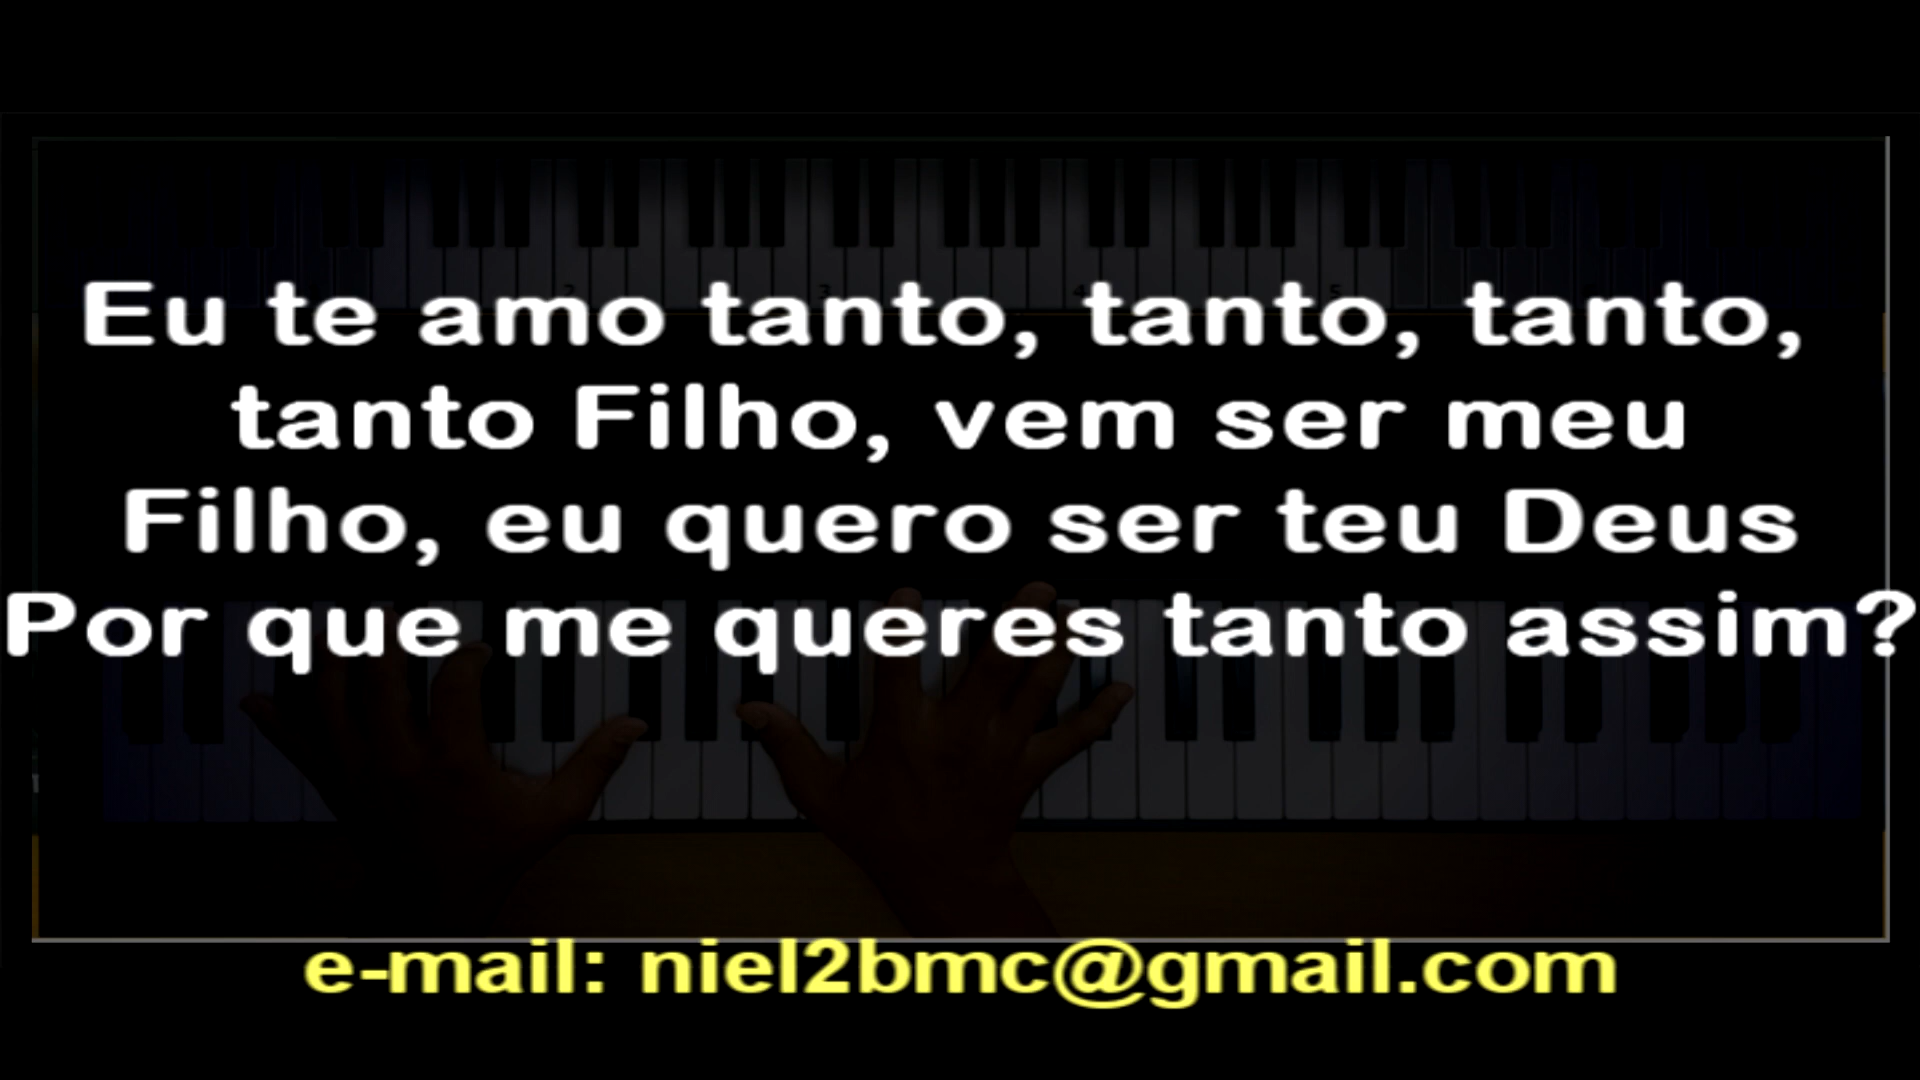 Eu te amo tanto, tanto, tanto,
tanto Filho, vem ser meu
Filho, eu quero ser teu Deus
Por que me queres tanto assim?
e-mail: niel2bmc@gmail.com